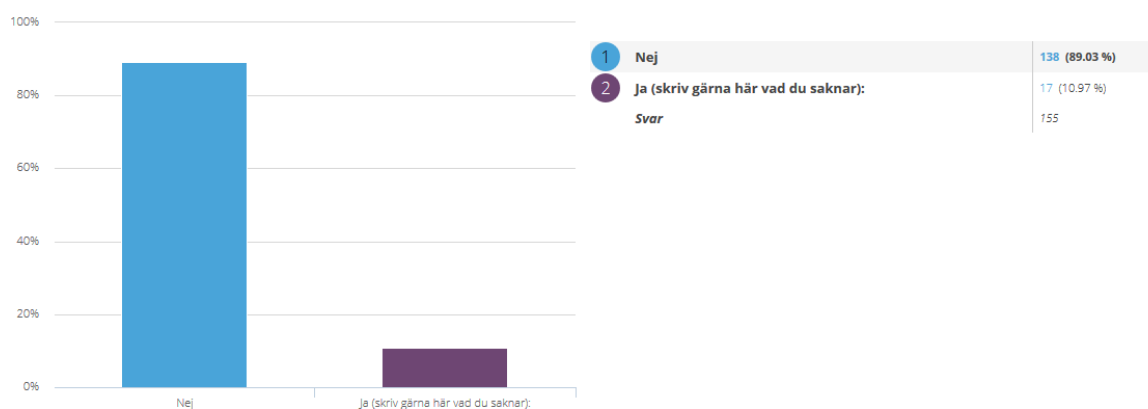 100%
80%
60%
40%
20%
0%
Nej
Ja (skriv gärna här vad du saknar):
1 Nej 138 (89.03 %)
2 Ja (skriv gärna här vad du saknar): 17 (10.97 %)
Svar 155